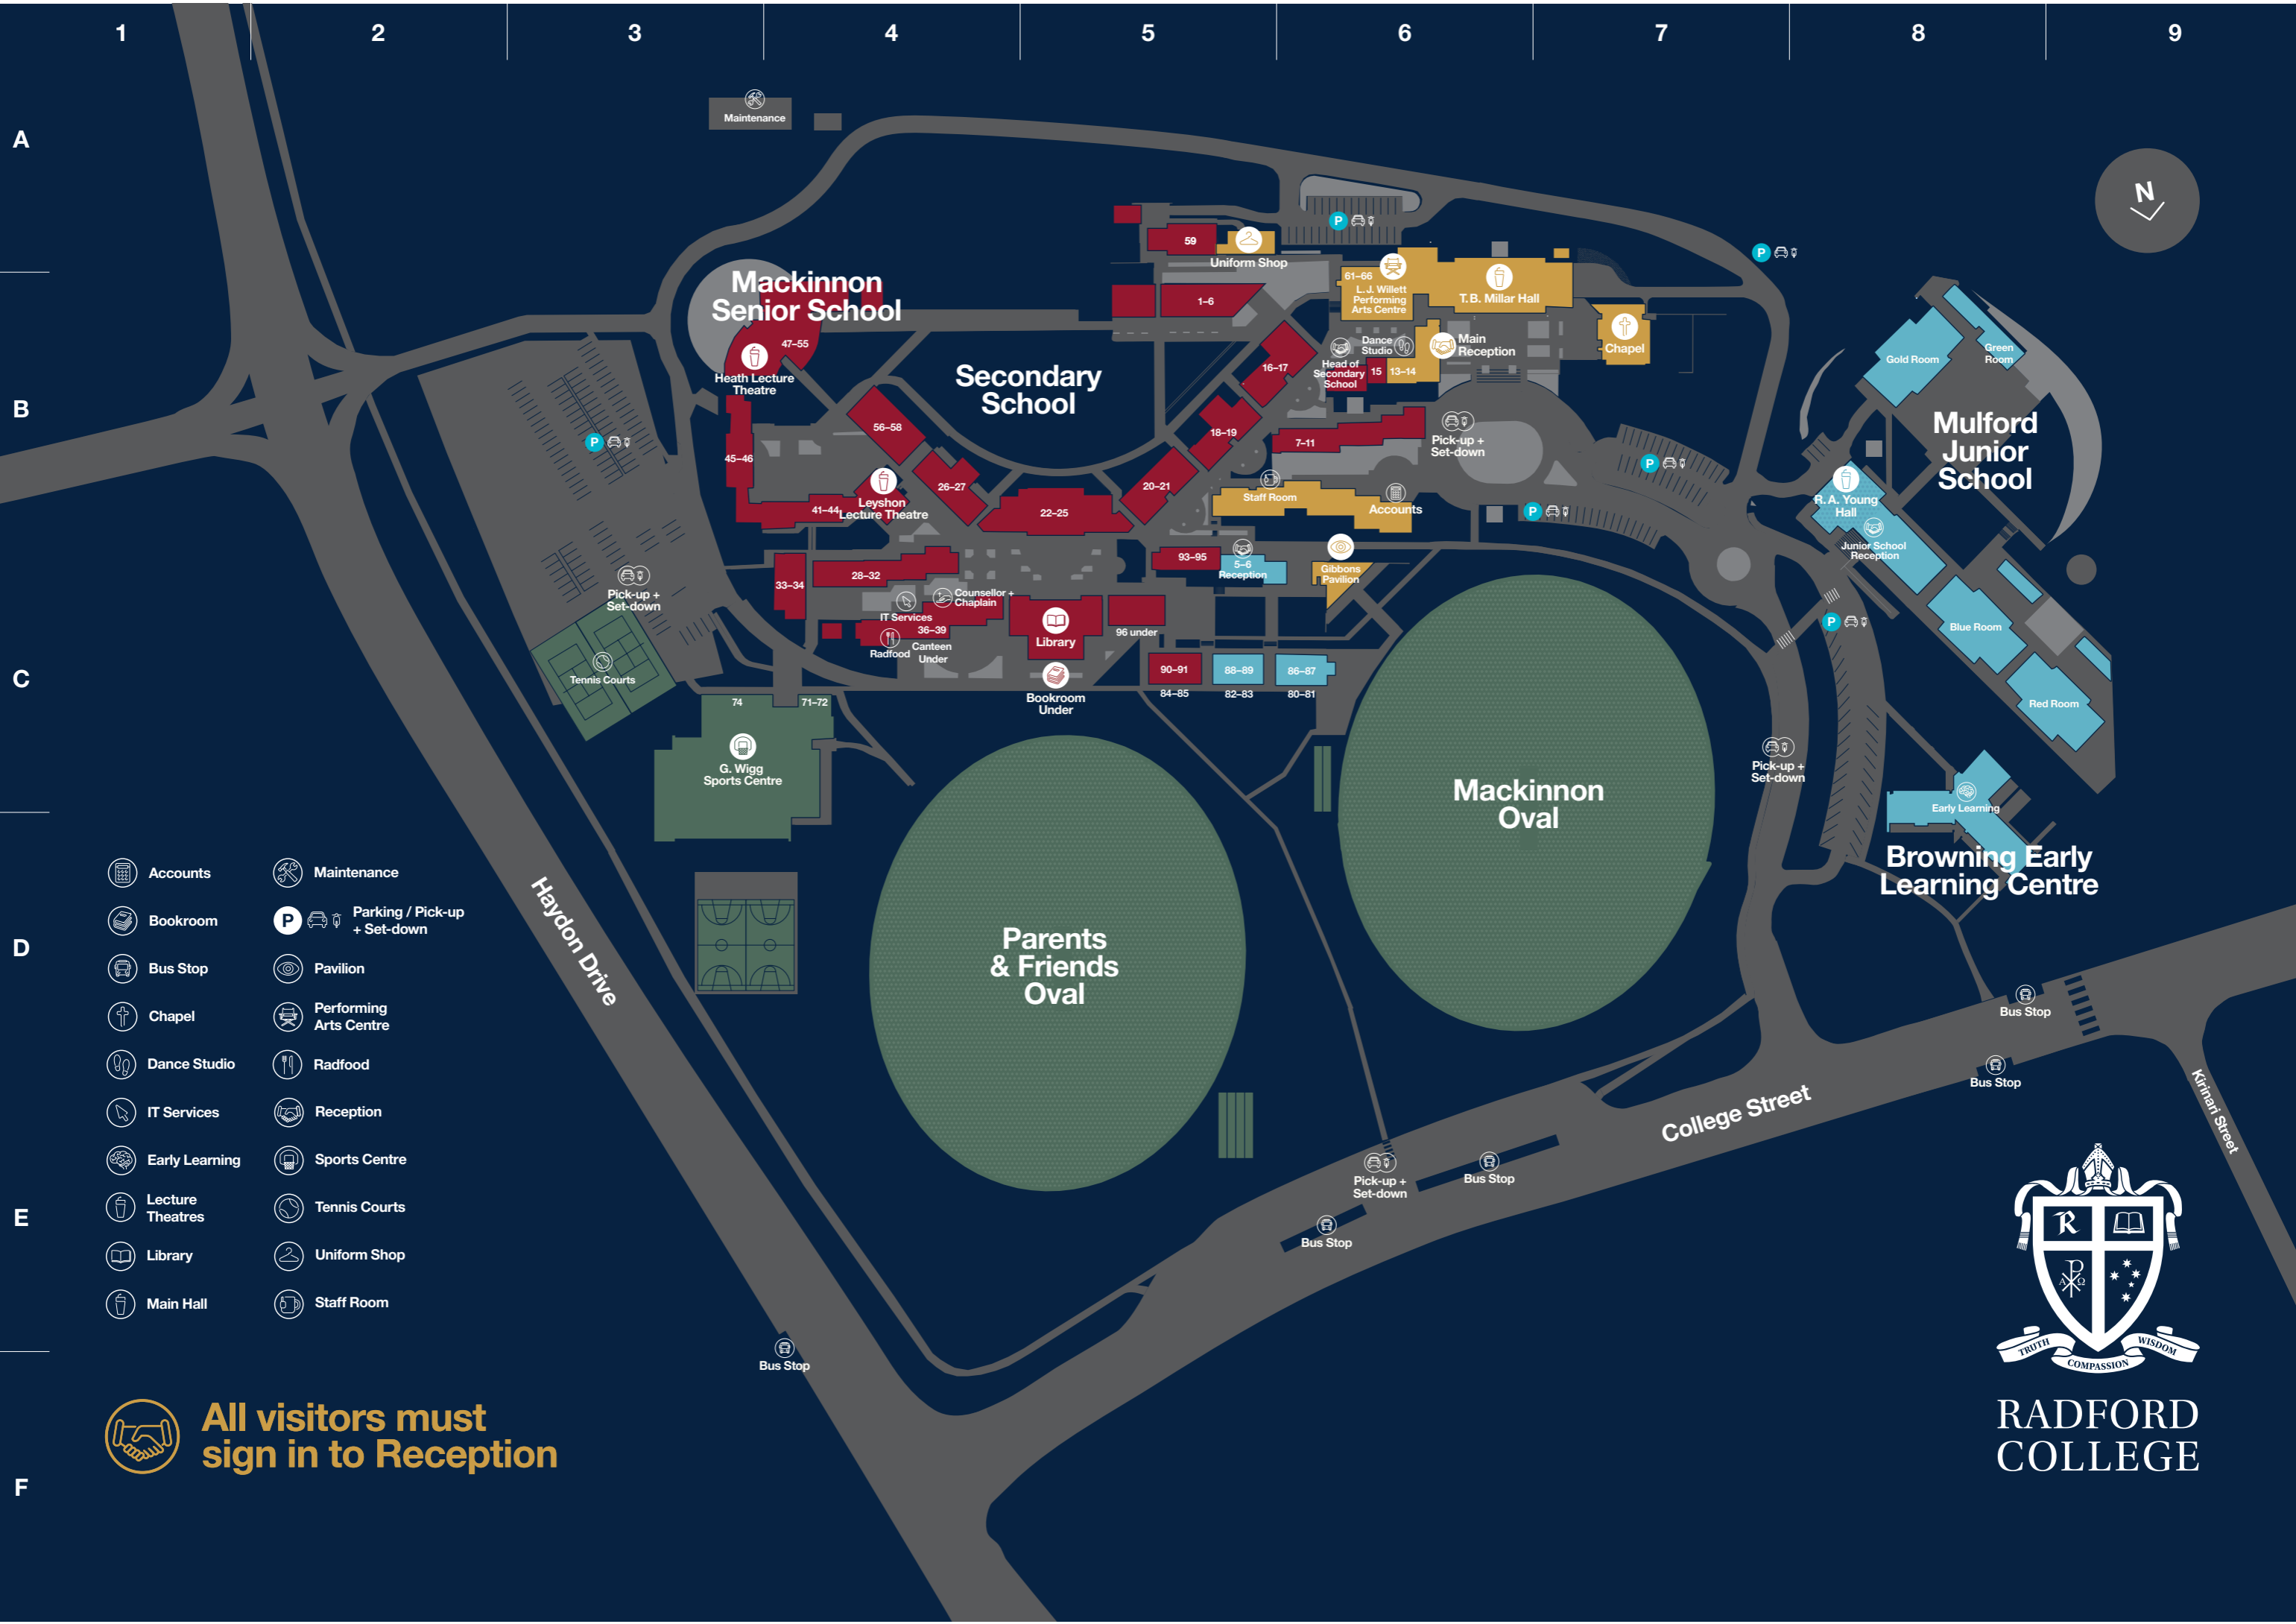 1 2 3 4 5 6 7 8 9
A
B
C
D
E
F
N
Maintenance
59
Uniform Shop
P
P
1–6
61–66
L.J. Willett
Performing
Arts Centre
T.B. Millar Hall
Chapel
Main
Reception
Dance
Studio
Head of
Secondary
School
15
13–14
16–17
18–19
7–11
Pick-up +
Set-down
P
P
Mackinnon
Senior School
47–55
Heath Lecture
Theatre
Secondary
School
56–58
45–46
P
26–27
Leyshon
Lecture Theatre
41–44
22–25
20–21
Staff Room
Accounts
Gold Room
Green
Room
Mulford
Junior
School
R.A. Young
Hall
Junior School
Reception
Blue Room
Red Room
P
93–95
5–6
Reception
Gibbons
Pavilion
33–34
28–32
Counsellor +
Chaplain
IT Services
36–39
Radfood
Canteen
Under
Library
96 under
Bookroom
Under
90–91
88–89
86–87
84–85
82–83
80–81
Pick-up +
Set-down
Tennis Courts
74
71–72
G. Wigg
Sports Centre
Pick-up +
Set-down
Early Learning
Browning Early
Learning Centre
Mackinnon
Oval
Parents
& Friends
Oval
Haydon Drive
College Street
Kirinari Street
Bus Stop
Bus Stop
Bus Stop
Pick-up +
Set-down
Bus Stop
Bus Stop
Accounts
Bookroom
Bus Stop
Chapel
Dance Studio
IT Services
Early Learning
Lecture
Theatres
Library
Main Hall
Maintenance
P
Parking / Pick-up
+ Set-down
Pavilion
Performing
Arts Centre
Radfood
Reception
Sports Centre
Tennis Courts
Uniform Shop
Staff Room
All visitors must
sign in to Reception
R
Α Ρ Ω
TRUTH
COMPASSION
WISDOM
RADFORD
COLLEGE